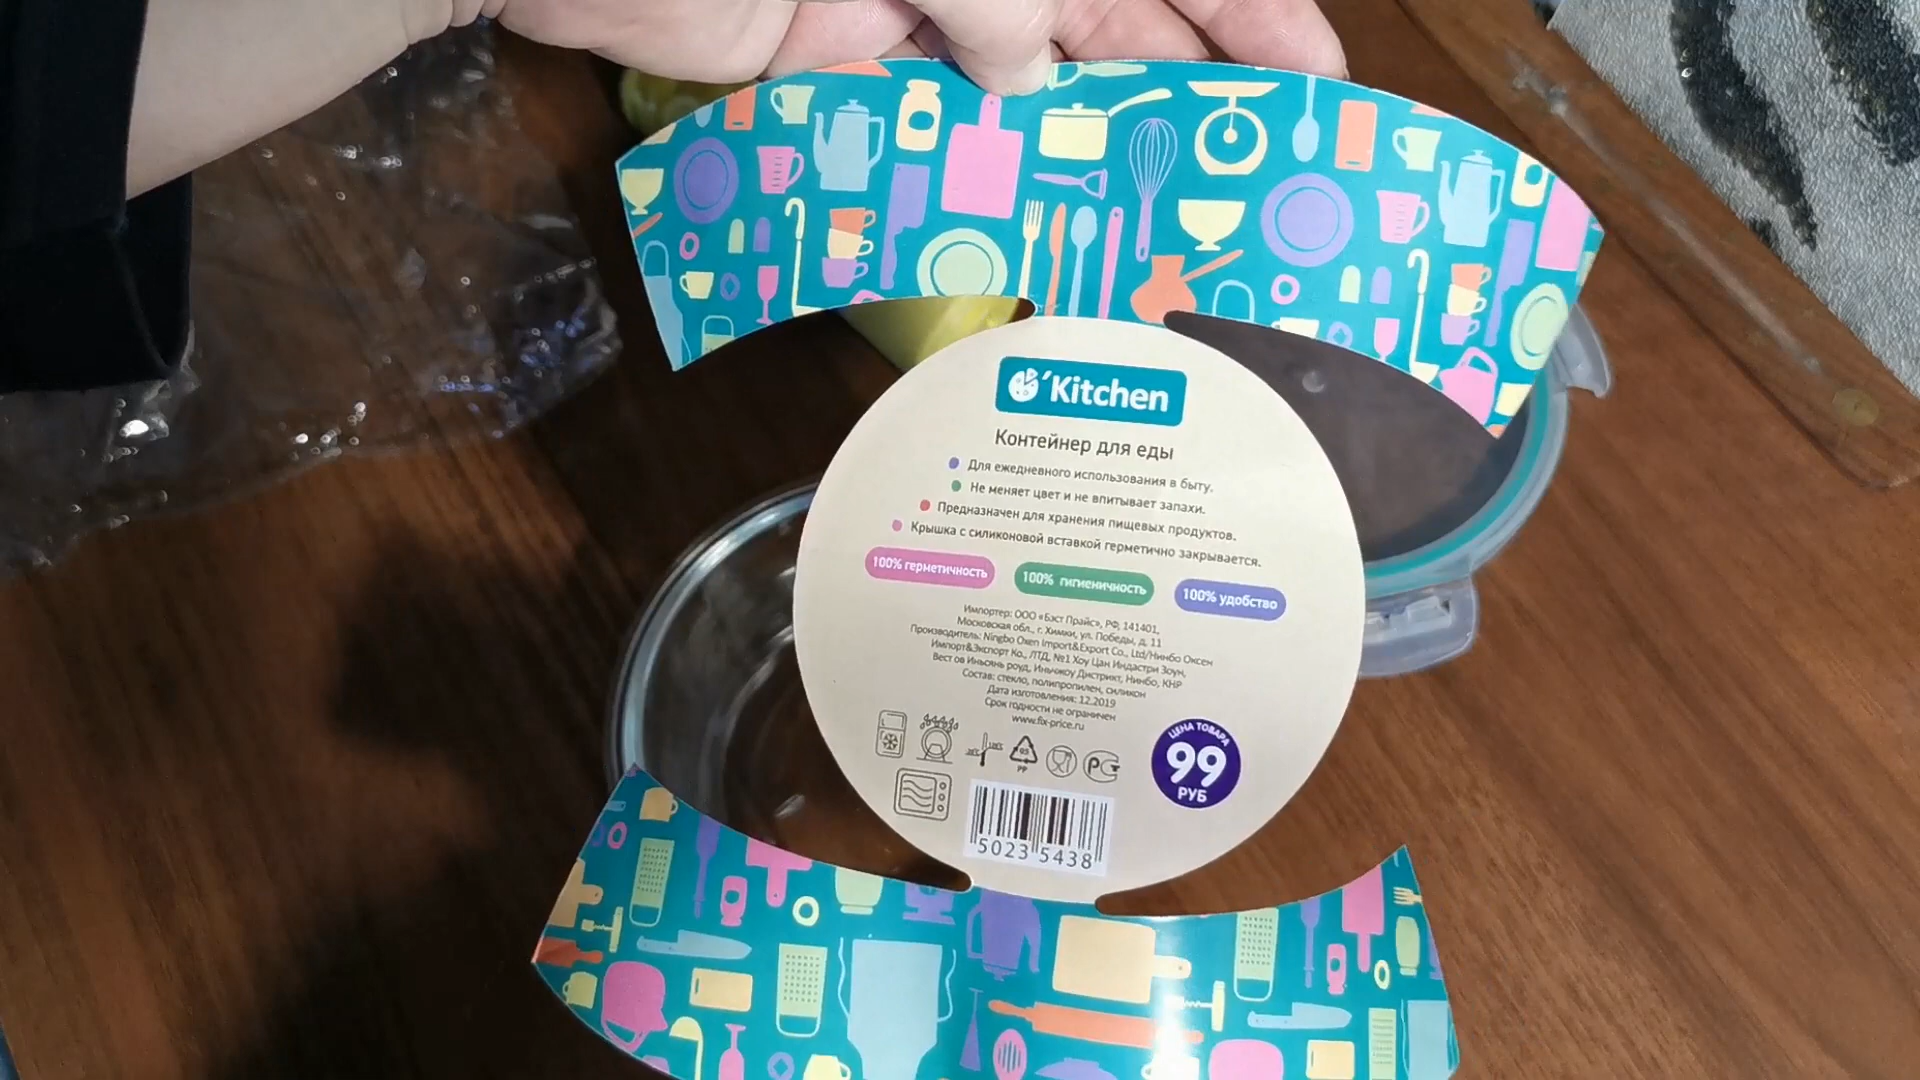 'Kitchen
Контейнер для еды
Для ежедневного использования в быту.
Не меняет цвет и не впитывает запахи.
Предназначен для хранения пищевых продуктов.
Крышка с силиконовой вставкой герметично закрывается.
100% герметичность
100% гигиеничность
100% удобство
Импортер: ООО «Бэст Прайс», РФ, 141401,
Московская обл., г. Химки, ул. Победы, д. 11
Производитель: Ningbo Oxen Import&Export Co., Ltd/Нинбо Оксен
Импорт&Экспорт Ко., ЛТД, №1 Хоу Цан Индастри Зоун,
Вест ов Иньсянь роуд, Иньчжоу Дистрикт, Нинбо, КНР
Состав: стекло, полипропилен, силикон
Дата изготовления: 12.2019
Срок годности не ограничен
www.fix-price.ru
05
PP
РСТ
ЦЕНА ТОВАРА
99
РУБ
5023 5438